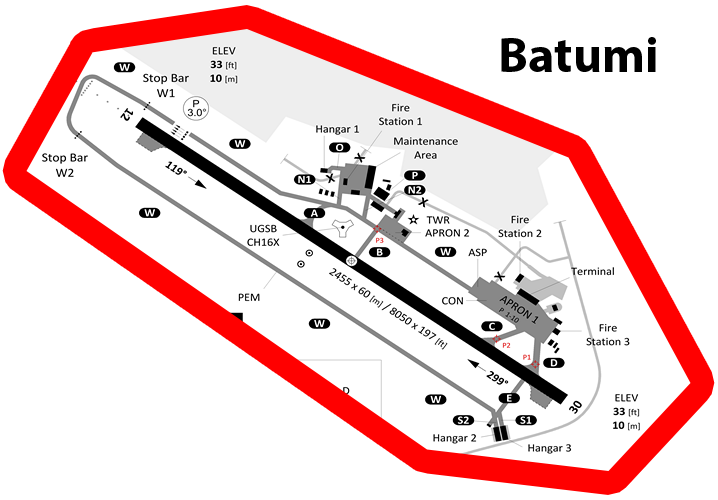 Batumi
ELEV
33 [ft]
10 [m]
W
Stop Bar
W1
P
3.0°
12
Fire
Station 1
Hangar 1
Maintenance
Area
W
O
Stop Bar
W2
119°
N1
P
N2
W
A
TWR
APRON 2
UGSB
CH16X
P3
B
W
Fire
Station 2
ASP
Terminal
PEM
2455 x 60 [m] / 8050 x 197 [ft]
CON
APRON 1
P 1-10
W
C
P2
Fire
Station 3
P1
D
299°
D
W
E
30
ELEV
33 [ft]
10 [m]
S2
S1
Hangar 2
Hangar 3